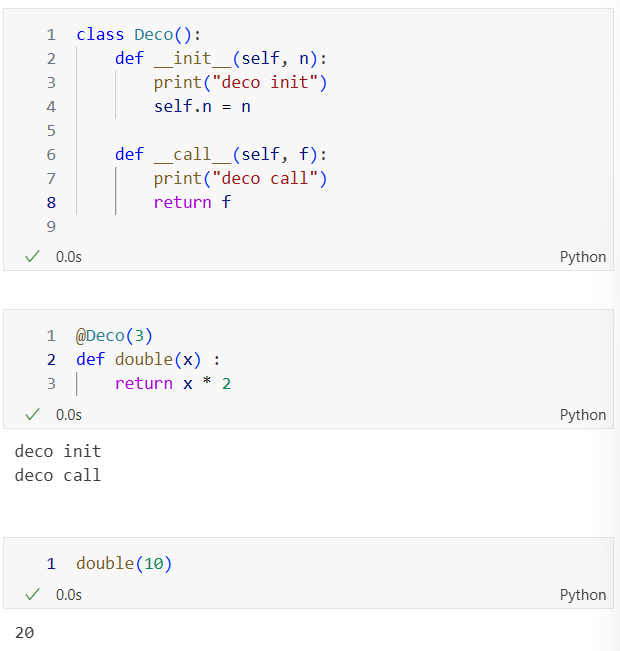 1 class Deco():
2     def __init__(self, n):
3         print("deco init")
4         self.n = n
5
6     def __call__(self, f):
7         print("deco call")
8         return f
9
✓ 0.0s Python
1 @Deco(3)
2 def double(x) :
3     return x * 2
✓ 0.0s Python
deco init
deco call
1 double(10)
✓ 0.0s Python
20